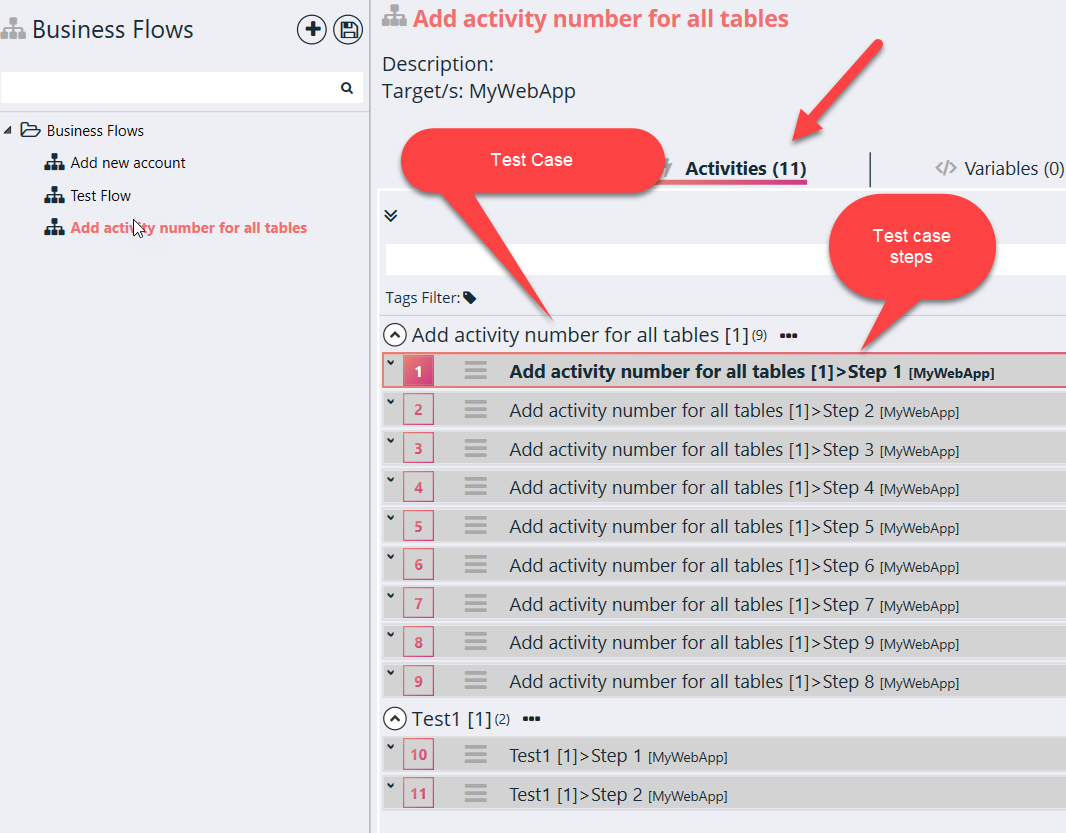 Business Flows
Business Flows
Add new account
Test Flow
Add activity number for all tables
Add activity number for all tables
Description:
Target/s: MyWebApp
Test Case
Activities (11)
Variables (0)
Test case
steps
Tags Filter:
Add activity number for all tables [1] (9)
1 Add activity number for all tables [1]>Step 1 [MyWebApp]
2 Add activity number for all tables [1]>Step 2 [MyWebApp]
3 Add activity number for all tables [1]>Step 3 [MyWebApp]
4 Add activity number for all tables [1]>Step 4 [MyWebApp]
5 Add activity number for all tables [1]>Step 5 [MyWebApp]
6 Add activity number for all tables [1]>Step 6 [MyWebApp]
7 Add activity number for all tables [1]>Step 7 [MyWebApp]
8 Add activity number for all tables [1]>Step 9 [MyWebApp]
9 Add activity number for all tables [1]>Step 8 [MyWebApp]
Test1 [1] (2)
10 Test1 [1]>Step 1 [MyWebApp]
11 Test1 [1]>Step 2 [MyWebApp]